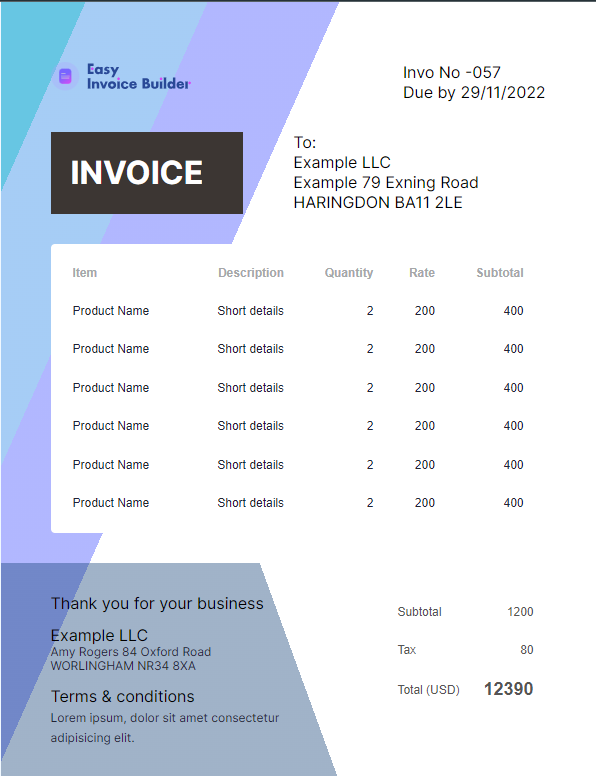 Easy
Invoice Builder
Invo No -057
Due by 29/11/2022
INVOICE
To:
Example LLC
Example 79 Exning Road
HARINGDON BA11 2LE
Item Description Quantity Rate Subtotal
Product Name Short details 2 200 400
Product Name Short details 2 200 400
Product Name Short details 2 200 400
Product Name Short details 2 200 400
Product Name Short details 2 200 400
Product Name Short details 2 200 400
Thank you for your business
Example LLC
Amy Rogers 84 Oxford Road
WORLINGHAM NR34 8XA
Terms & conditions
Lorem ipsum, dolor sit amet consectetur
adipisicing elit.
Subtotal 1200
Tax 80
Total (USD) 12390